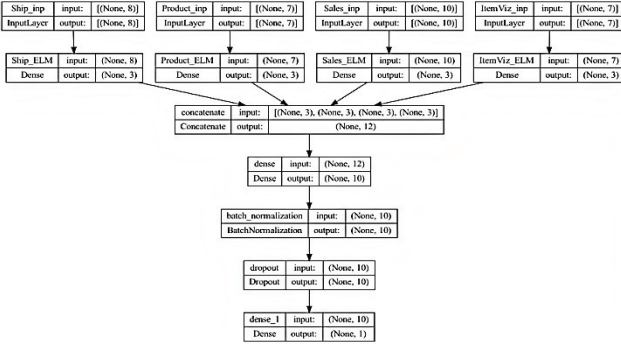 Ship_inp input: [(None, 8)] Product_inp input: [(None, 7)] Sales_inp input: [(None, 10)] ItemViz_inp input: [(None, 7)]
InputLayer output: [(None, 8)] InputLayer output: [(None, 7)] InputLayer output: [(None, 10)] InputLayer output: [(None, 7)]
Ship_ELM input: (None, 8) Product_ELM input: (None, 7) Sales_ELM input: (None, 10) ItemViz_ELM input: (None, 7)
Dense output: (None, 3) Dense output: (None, 3) Dense output: (None, 3) Dense output: (None, 3)
concatenate input: [(None, 3), (None, 3), (None, 3), (None, 3)]
Concatenate output: (None, 12)
dense input: (None, 12)
Dense output: (None, 10)
batch_normalization input: (None, 10)
BatchNormalization output: (None, 10)
dropout input: (None, 10)
Dropout output: (None, 10)
dense_1 input: (None, 10)
Dense output: (None, 1)